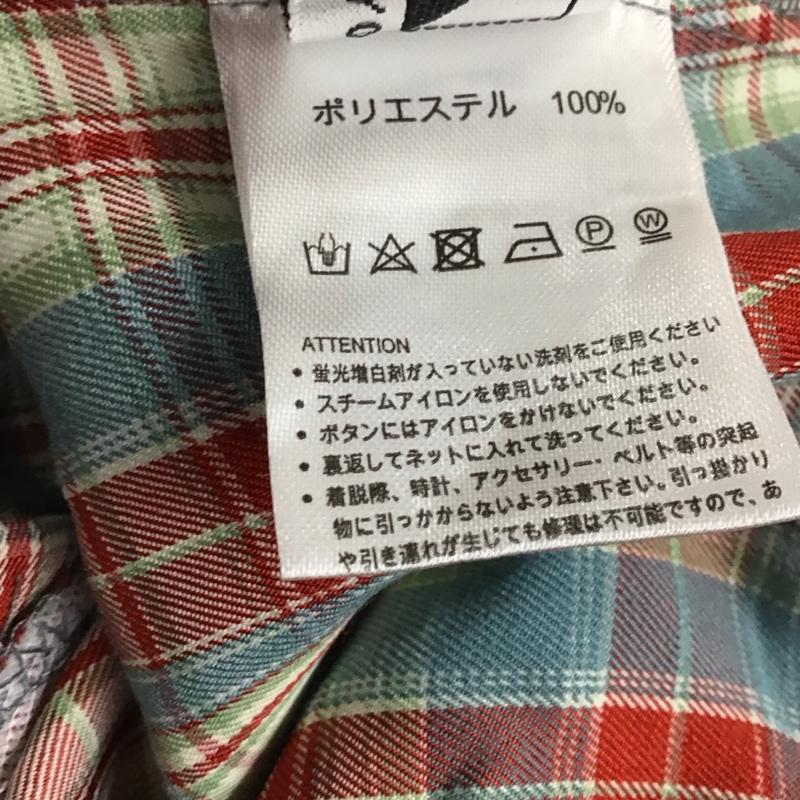 ポリエステル 100%
P W
ATTENTION
• 蛍光増白剤が入っていない洗剤をご使用ください
• スチームアイロンを使用しないでください。
• ボタンにはアイロンをかけないでください。
• 裏返してネットに入れて洗ってください。
• 着脱際、時計、アクセサリー・ベルト等の突起
物に引っかからないよう注意下さい。引っ掛かり
や引き連れが生じても修理は不可能ですので、あ